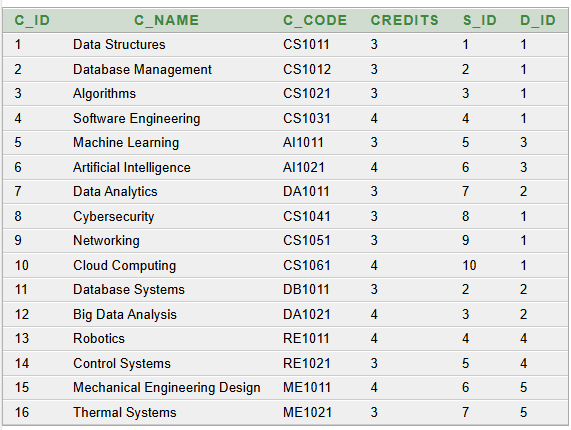 C_ID C_NAME C_CODE CREDITS S_ID D_ID
1 Data Structures CS1011 3 1 1
2 Database Management CS1012 3 2 1
3 Algorithms CS1021 3 3 1
4 Software Engineering CS1031 4 4 1
5 Machine Learning AI1011 3 5 3
6 Artificial Intelligence AI1021 4 6 3
7 Data Analytics DA1011 3 7 2
8 Cybersecurity CS1041 3 8 1
9 Networking CS1051 3 9 1
10 Cloud Computing CS1061 4 10 1
11 Database Systems DB1011 3 2 2
12 Big Data Analysis DA1021 4 3 2
13 Robotics RE1011 4 4 4
14 Control Systems RE1021 3 5 4
15 Mechanical Engineering Design ME1011 4 6 5
16 Thermal Systems ME1021 3 7 5